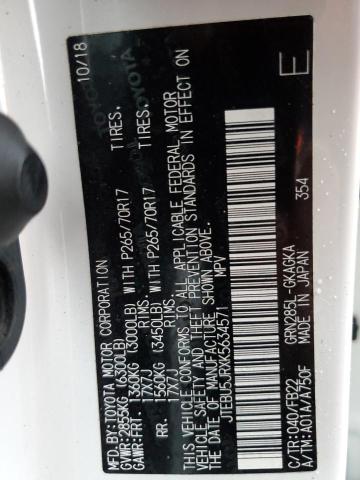 MFD.BY:TOYOTA MOTOR CORPORATION 10/18
GVWR:2855KG (6300LB)
GAWR:FRT. 1360KG (3000LB) WITH P265/70R17 TIRES.
17X7J RIMS.
RR. 1560KG (3450LB) WITH P265/70R17 TIRES.
17X7J RIMS.
THIS VEHICLE CONFORMS TO ALL APPLICABLE FEDERAL MOTOR
VEHICLE SAFETY AND THEFT PREVENTION STANDARDS IN EFFECT ON
THE DATE OF MANUFACTURE SHOWN ABOVE.
JTEBU5JRXK5634571 MPV
E
C/TR:040/FB22 GRN285L-GKAGKA 354
A/TM:A01A/A750F MADE IN JAPAN